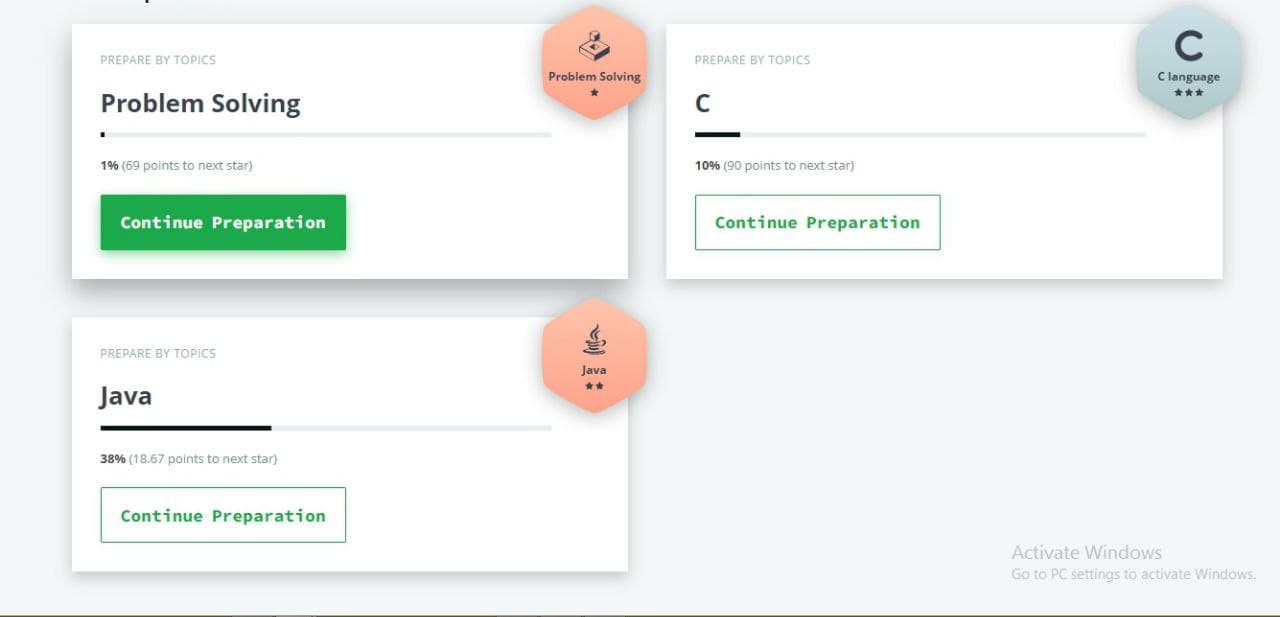 PREPARE BY TOPICS
Problem Solving
1% (69 points to next star)
Continue Preparation
Problem Solving
PREPARE BY TOPICS
C
10% (90 points to next star)
Continue Preparation
C
C language
PREPARE BY TOPICS
Java
38% (18.67 points to next star)
Continue Preparation
Java
Activate Windows
Go to PC settings to activate Windows.